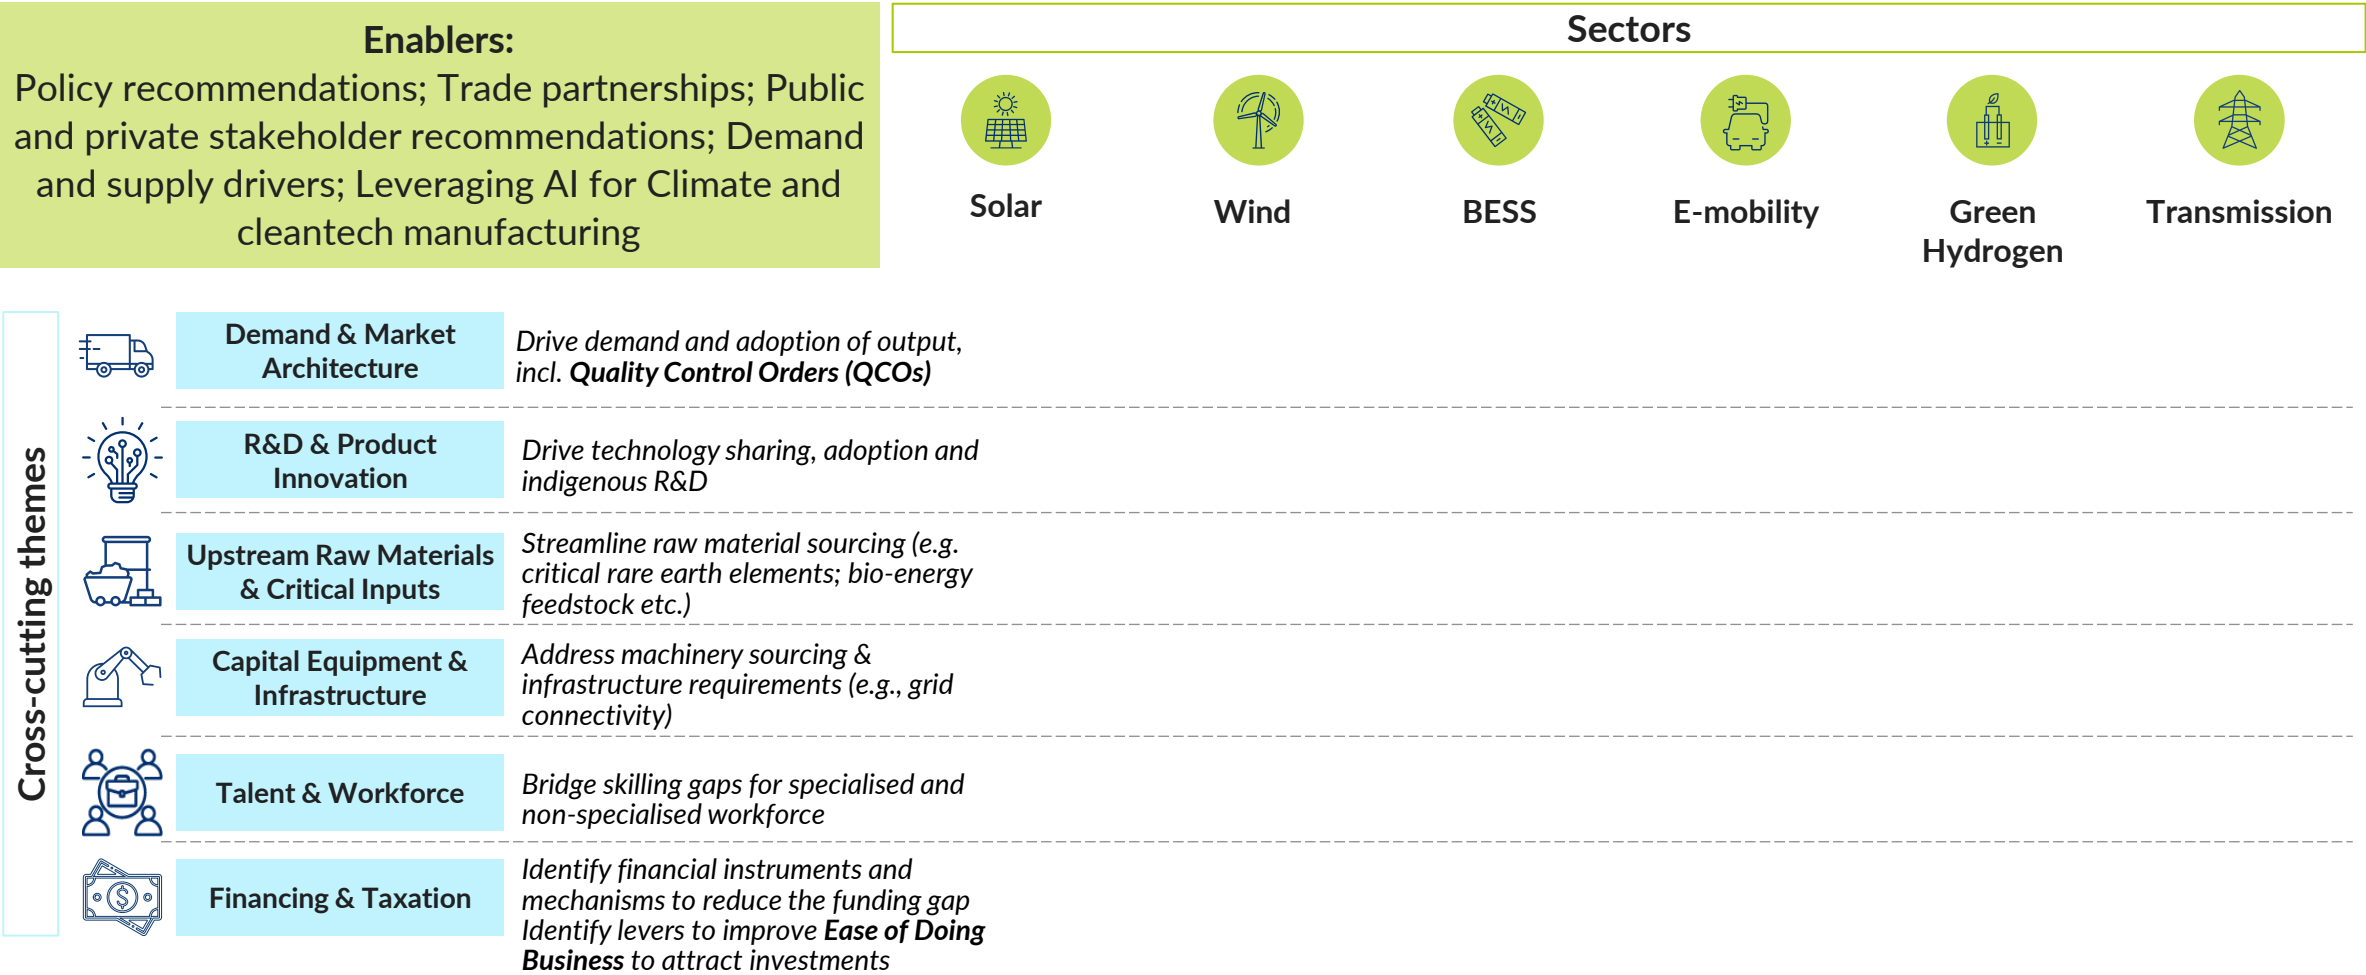 Enablers:
Policy recommendations; Trade partnerships; Public
and private stakeholder recommendations; Demand
and supply drivers; Leveraging AI for Climate and
cleantech manufacturing
Sectors
Solar
Wind
BESS
E-mobility
Green
Hydrogen
Transmission
Cross-cutting themes
Demand & Market
Architecture
Drive demand and adoption of output,
incl. Quality Control Orders (QCOs)
R&D & Product
Innovation
Drive technology sharing, adoption and
indigenous R&D
Upstream Raw Materials
& Critical Inputs
Streamline raw material sourcing (e.g.
critical rare earth elements; bio-energy
feedstock etc.)
Capital Equipment &
Infrastructure
Address machinery sourcing &
infrastructure requirements (e.g., grid
connectivity)
Talent & Workforce
Bridge skilling gaps for specialised and
non-specialised workforce
Financing & Taxation
Identify financial instruments and
mechanisms to reduce the funding gap
Identify levers to improve Ease of Doing
Business to attract investments